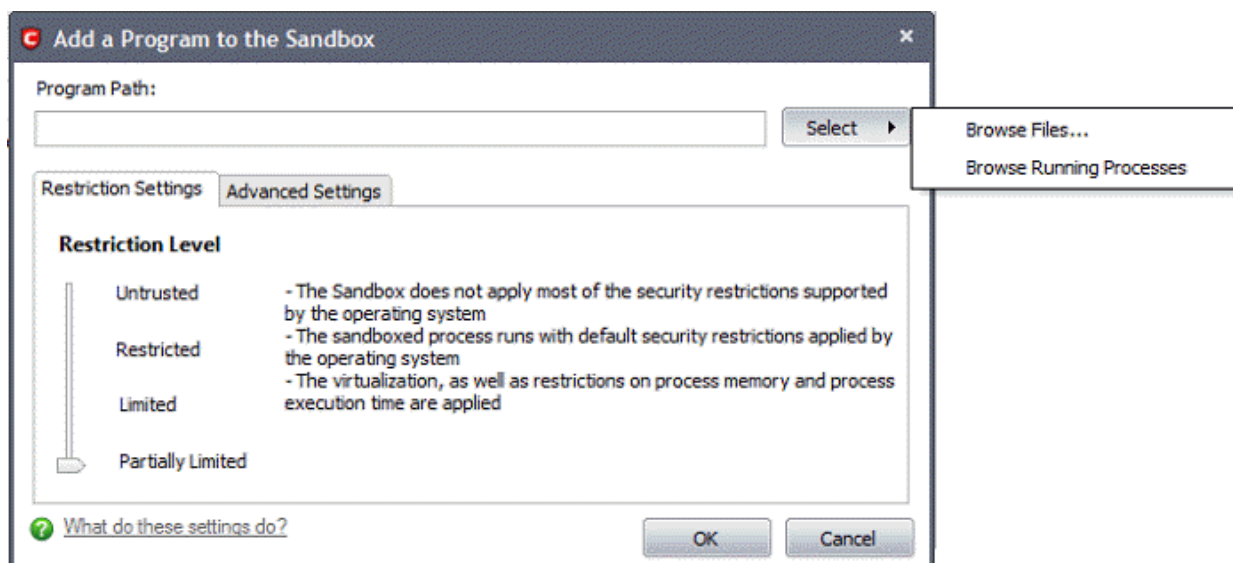 Add a Program to the Sandbox
Program Path:
Select
Browse Files...
Browse Running Processes
Restriction Settings
Advanced Settings
Restriction Level
Untrusted
Restricted
Limited
Partially Limited
- The Sandbox does not apply most of the security restrictions supported
by the operating system
- The sandboxed process runs with default security restrictions applied by
the operating system
- The virtualization, as well as restrictions on process memory and process
execution time are applied
What do these settings do?
OK
Cancel